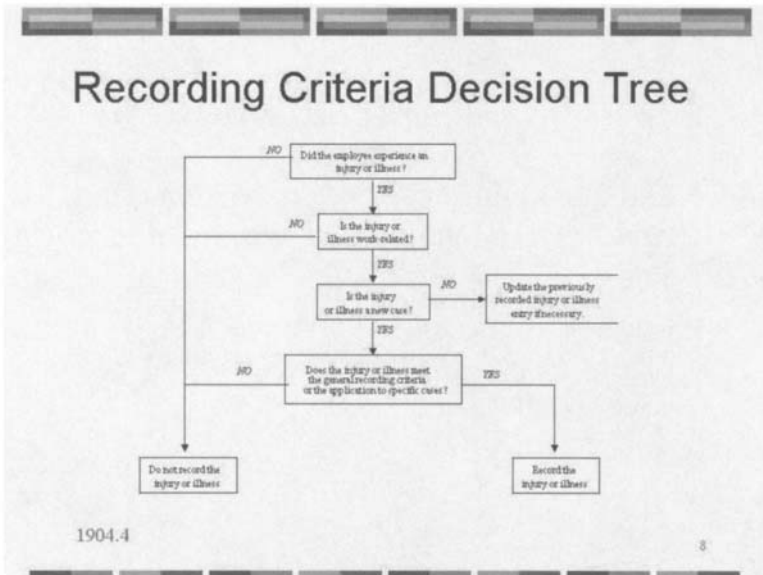 Recording Criteria Decision Tree
NO
Did the employee experience an
injury or illness?
YES
NO
Is the injury or
illness work-related?
YES
Is the injury
or illness a new case?
NO
Update the previously
recorded injury or illness
entry if necessary.
YES
NO
Does the injury or illness meet
the general recording criteria
or the application to specific cases?
YES
Do not record the
injury or illness
Record the
injury or illness
1904.4
8